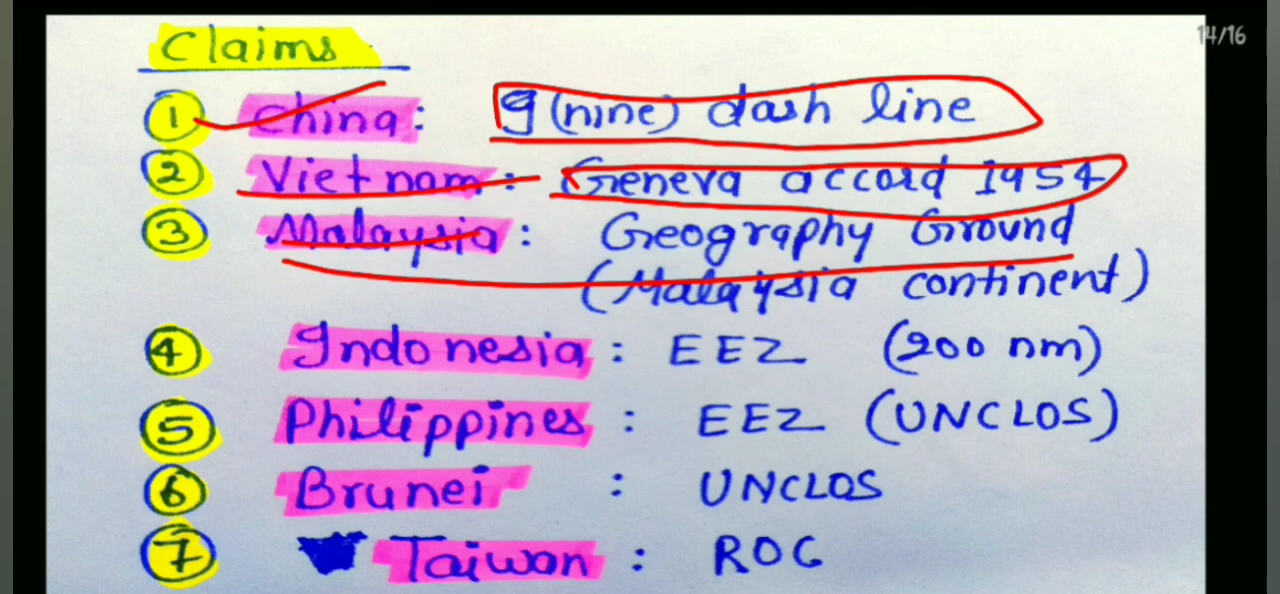 14/16
Claims
1 China: 9 (nine) dash line
2 Vietnam: Geneva accord 1954
3 Malaysia: Geography Ground
(Malaysia continent)
4 Indonesia: EEZ (200 nm)
5 Philippines: EEZ (UNCLOS)
6 Brunei: UNCLOS
7 Taiwan: ROC